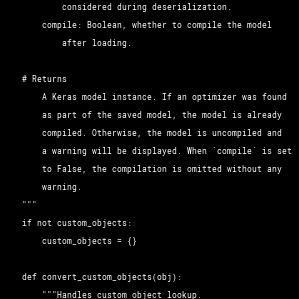 considered during deserialization.
compile: Boolean, whether to compile the model
after loading.
# Returns
A Keras model instance. If an optimizer was found
as part of the saved model, the model is already
compiled. Otherwise, the model is uncompiled and
a warning will be displayed. When `compile` is set
to False, the compilation is omitted without any
warning.
"""
if not custom_objects:
custom_objects = {}
def convert_custom_objects(obj):
"""Handles custom object lookup.